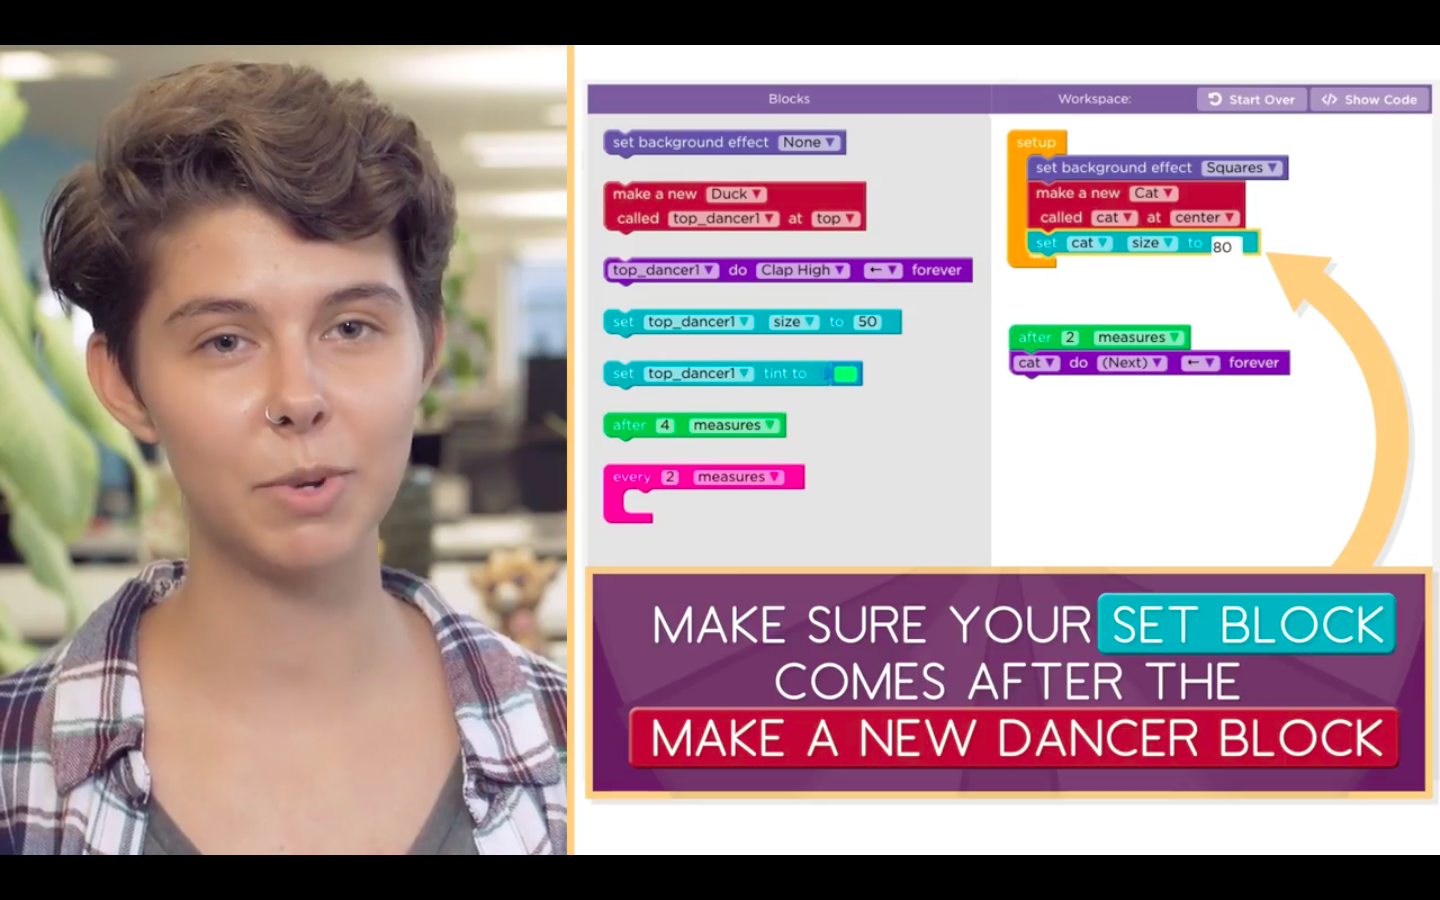 Blocks
Workspace:
Start Over
</> Show Code
set background effect None
make a new Duck
called top_dancer1 at top
top_dancer1 do Clap High ← forever
set top_dancer1 size to 50
set top_dancer1 tint to
after 4 measures
every 2 measures
setup
set background effect Squares
make a new Cat
called cat at center
set cat size to 80
after 2 measures
cat do (Next) ← forever
MAKE SURE YOUR SET BLOCK
COMES AFTER THE
MAKE A NEW DANCER BLOCK